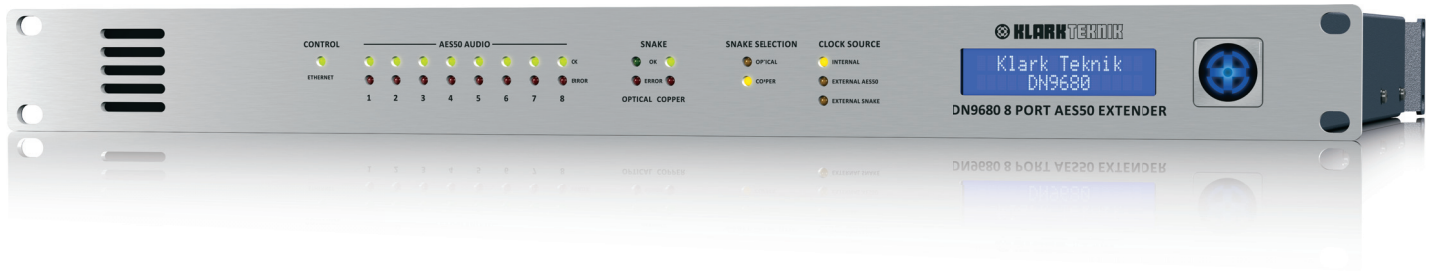 CONTROL
ETHERNET
AES50 AUDIO
OK
ERROR
1 2 3 4 5 6 7 8
SNAKE
OK
ERROR
OPTICAL COPPER
SNAKE SELECTION
OPTICAL
COPPER
CLOCK SOURCE
INTERNAL
EXTERNAL AES50
EXTERNAL SNAKE
KLARK TEKNIK
Klark Teknik
DN9680
DN9680 8 PORT AES50 EXTENDER